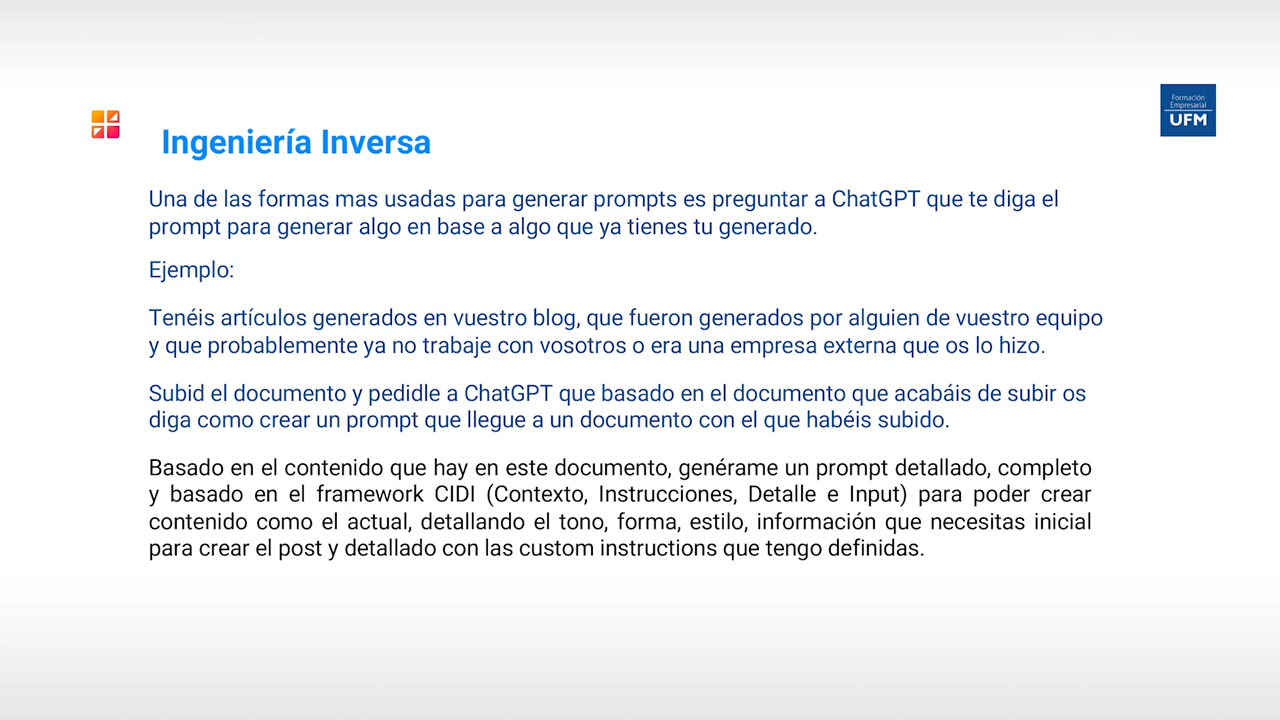 Formación
Empresarial
UFM
Ingeniería Inversa
Una de las formas mas usadas para generar prompts es preguntar a ChatGPT que te diga el
prompt para generar algo en base a algo que ya tienes tu generado.
Ejemplo:
Tenéis artículos generados en vuestro blog, que fueron generados por alguien de vuestro equipo
y que probablemente ya no trabaje con vosotros o era una empresa externa que os lo hizo.
Subid el documento y pedidle a ChatGPT que basado en el documento que acabáis de subir os
diga como crear un prompt que llegue a un documento con el que habéis subido.
Basado en el contenido que hay en este documento, genérame un prompt detallado, completo
y basado en el framework CIDI (Contexto, Instrucciones, Detalle e Input) para poder crear
contenido como el actual, detallando el tono, forma, estilo, información que necesitas inicial
para crear el post y detallado con las custom instructions que tengo definidas.